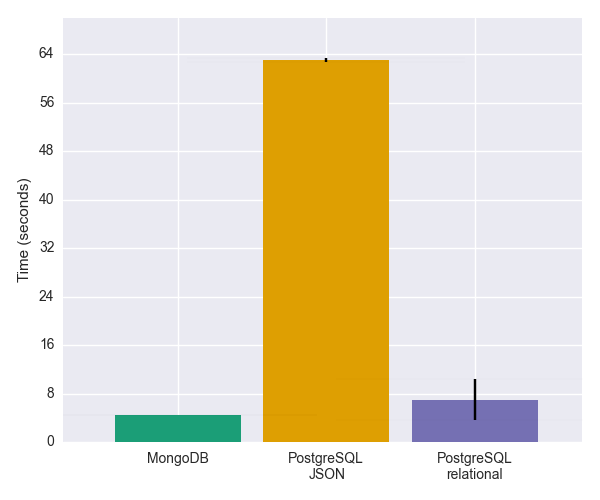 Time (seconds)
64
56
48
40
32
24
16
8
0
MongoDB
PostgreSQL
JSON
PostgreSQL
relational